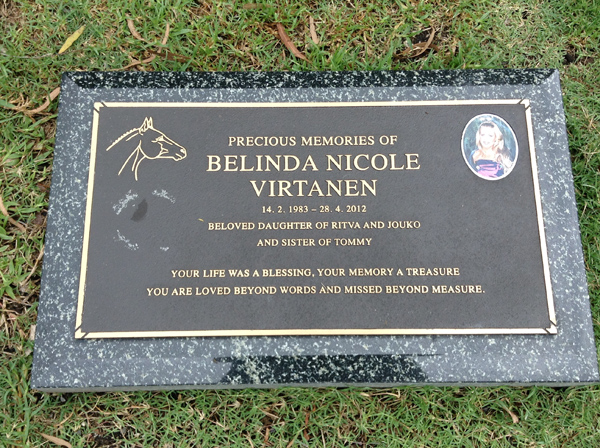 PRECIOUS MEMORIES OF
BELINDA NICOLE
VIRTANEN
14. 2. 1983 – 28. 4. 2012
BELOVED DAUGHTER OF RITVA AND JOUKO
AND SISTER OF TOMMY
YOUR LIFE WAS A BLESSING, YOUR MEMORY A TREASURE
YOU ARE LOVED BEYOND WORDS AND MISSED BEYOND MEASURE.